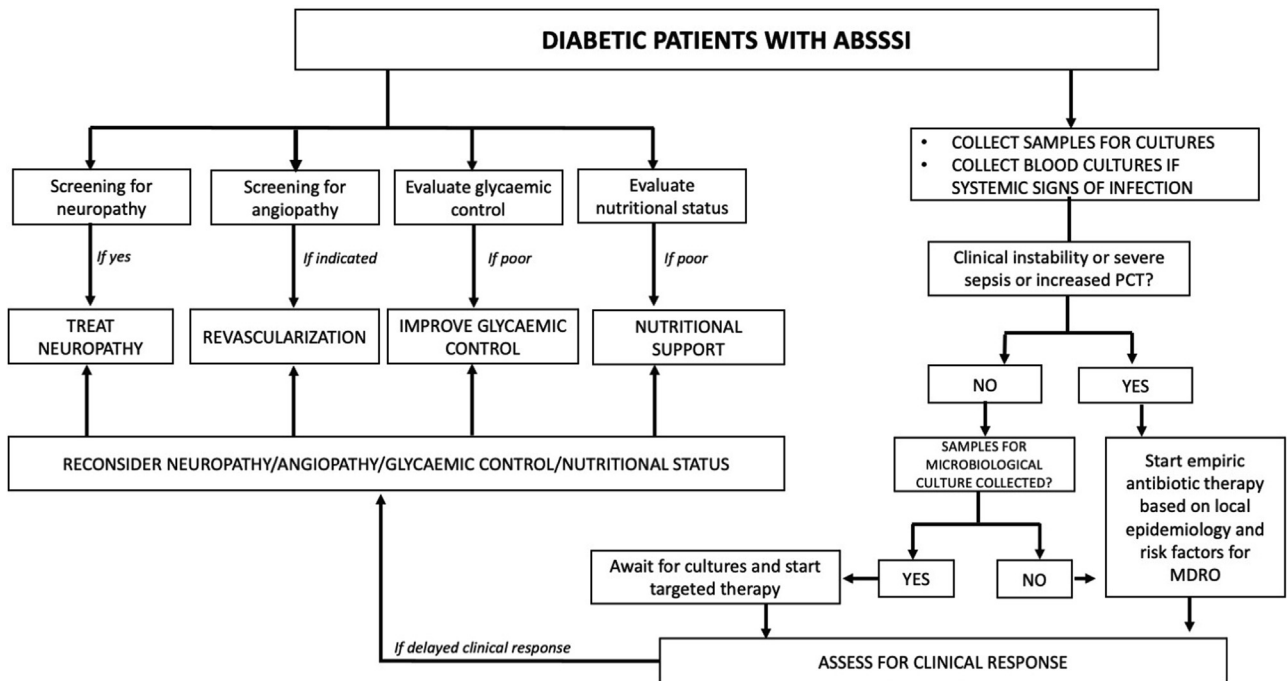 DIABETIC PATIENTS WITH ABSSSI
• COLLECT SAMPLES FOR CULTURES
• COLLECT BLOOD CULTURES IF
SYSTEMIC SIGNS OF INFECTION
Screening for
neuropathy
Screening for
angiopathy
Evaluate glycaemic
control
Evaluate
nutritional status
If yes
If indicated
If poor
If poor
Clinical instability or severe
sepsis or increased PCT?
TREAT
NEUROPATHY
REVASCULARIZATION
IMPROVE GLYCAEMIC
CONTROL
NUTRITIONAL
SUPPORT
NO
YES
RECONSIDER NEUROPATHY/ANGIOPATHY/GLYCAEMIC CONTROL/NUTRITIONAL STATUS
SAMPLES FOR
MICROBIOLOGICAL
CULTURE COLLECTED?
Start empiric
antibiotic therapy
based on local
epidemiology and
risk factors for
MDRO
Await for cultures and start
targeted therapy
YES
NO
If delayed clinical response
ASSESS FOR CLINICAL RESPONSE